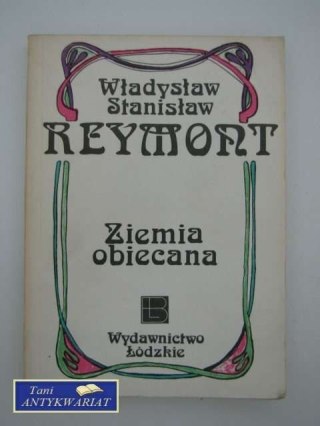 Władysław
Stanisław
REYMONT
Ziemia
obiecana
Wydawnictwo
Łódzkie
Tani
ANTYKWARIAT